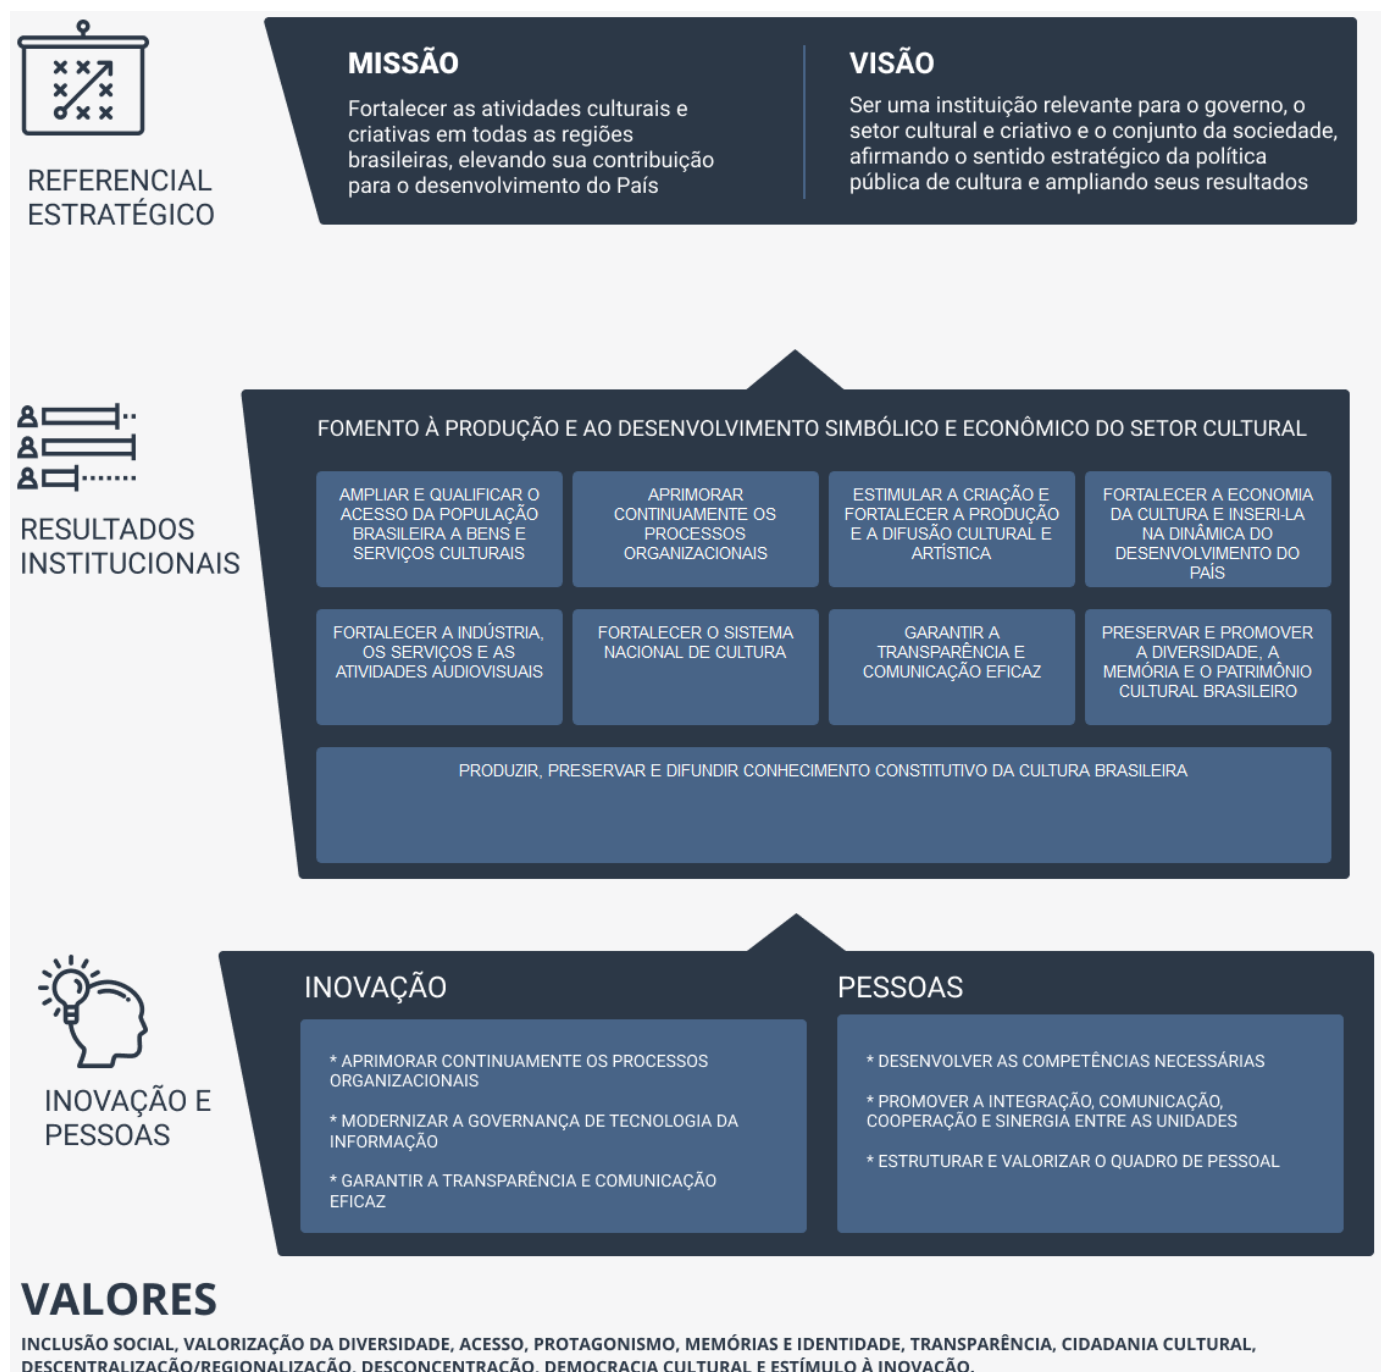 REFERENCIAL
ESTRATÉGICO
MISSÃO
Fortalecer as atividades culturais e
criativas em todas as regiões
brasileiras, elevando sua contribuição
para o desenvolvimento do País
VISÃO
Ser uma instituição relevante para o governo, o
setor cultural e criativo e o conjunto da sociedade,
afirmando o sentido estratégico da política
pública de cultura e ampliando seus resultados
RESULTADOS
INSTITUCIONAIS
FOMENTO À PRODUÇÃO E AO DESENVOLVIMENTO SIMBÓLICO E ECONÔMICO DO SETOR CULTURAL
AMPLIAR E QUALIFICAR O
ACESSO DA POPULAÇÃO
BRASILEIRA A BENS E
SERVIÇOS CULTURAIS
APRIMORAR
CONTINUAMENTE OS
PROCESSOS
ORGANIZACIONAIS
ESTIMULAR A CRIAÇÃO E
FORTALECER A PRODUÇÃO
E A DIFUSÃO CULTURAL E
ARTÍSTICA
FORTALECER A ECONOMIA
DA CULTURA E INSERI-LA
NA DINÂMICA DO
DESENVOLVIMENTO DO
PAÍS
FORTALECER A INDÚSTRIA,
OS SERVIÇOS E AS
ATIVIDADES AUDIOVISUAIS
FORTALECER O SISTEMA
NACIONAL DE CULTURA
GARANTIR A
TRANSPARÊNCIA E
COMUNICAÇÃO EFICAZ
PRESERVAR E PROMOVER
A DIVERSIDADE, A
MEMÓRIA E O PATRIMÔNIO
CULTURAL BRASILEIRO
PRODUZIR, PRESERVAR E DIFUNDIR CONHECIMENTO CONSTITUTIVO DA CULTURA BRASILEIRA
INOVAÇÃO E
PESSOAS
INOVAÇÃO
* APRIMORAR CONTINUAMENTE OS PROCESSOS
ORGANIZACIONAIS
* MODERNIZAR A GOVERNANÇA DE TECNOLOGIA DA
INFORMAÇÃO
* GARANTIR A TRANSPARÊNCIA E COMUNICAÇÃO
EFICAZ
PESSOAS
* DESENVOLVER AS COMPETÊNCIAS NECESSÁRIAS
* PROMOVER A INTEGRAÇÃO, COMUNICAÇÃO,
COOPERAÇÃO E SINERGIA ENTRE AS UNIDADES
* ESTRUTURAR E VALORIZAR O QUADRO DE PESSOAL
VALORES
INCLUSÃO SOCIAL, VALORIZAÇÃO DA DIVERSIDADE, ACESSO, PROTAGONISMO, MEMÓRIAS E IDENTIDADE, TRANSPARÊNCIA, CIDADANIA CULTURAL,
DESCENTRALIZAÇÃO/REGIONALIZAÇÃO, DESCONCENTRAÇÃO, DEMOCRACIA CULTURAL E ESTÍMULO À INOVAÇÃO.